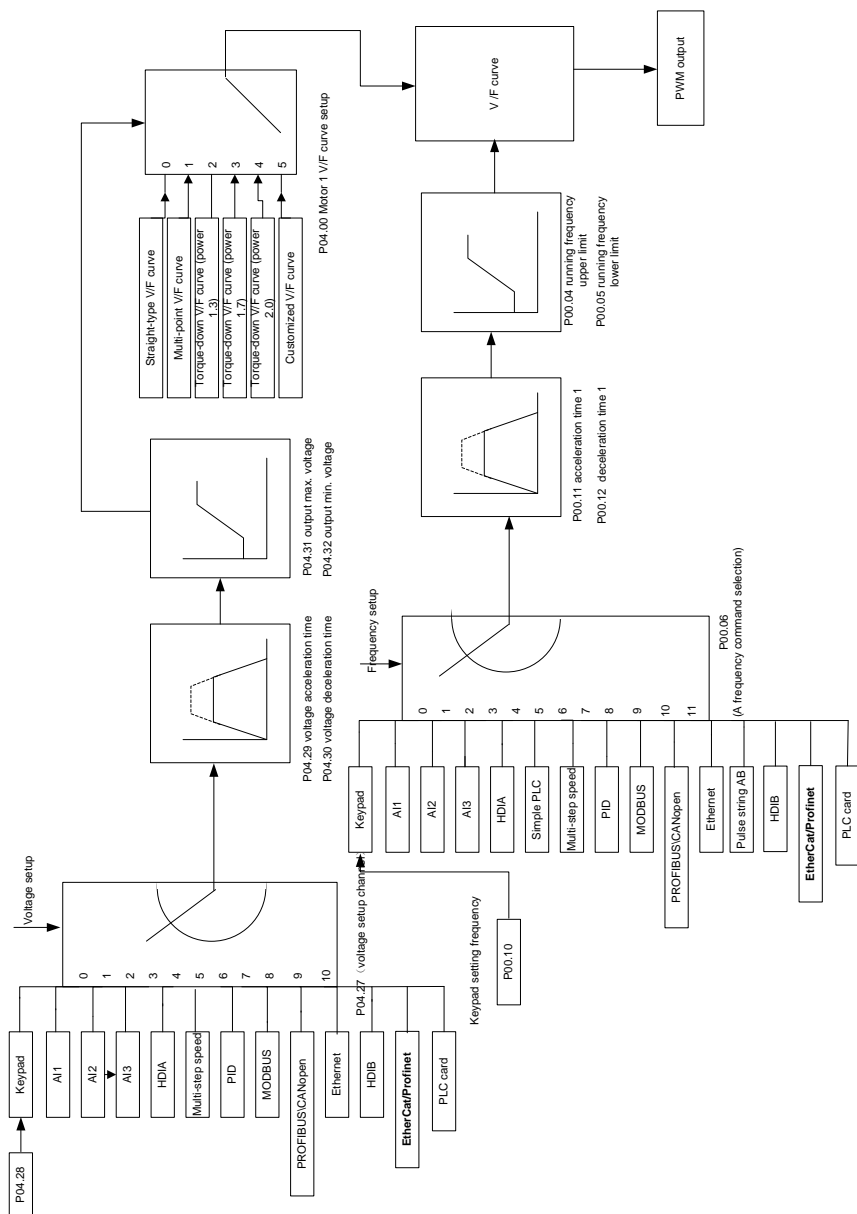 Voltage setup
P04.28
Keypad
AI1
AI2
AI3
HDIA
Multi-step speed
PID
MODBUS
PROFIBUS\CANopen
Ethernet
HDIB
EtherCat/Profinet
PLC card
0
1
2
3
4
5
6
7
8
9
10
P04.27（voltage setup channel
P04.29 voltage acceleration time
P04.30 voltage deceleration time
P04.31 output max. voltage
P04.32 output min. voltage
Straight-type V/F curve
Multi-point V/F curve
Torque-down V/F curve (power
1.3)
Torque-down V/F curve (power
1.7)
Torque-down V/F curve (power
2.0)
Customized V/F curve
0
1
2
3
4
5
P04.00 Motor 1 V/F curve setup
Frequency setup
Keypad setting frequency
P00.10
Keypad
AI1
AI2
AI3
HDIA
Simple PLC
Multi-step speed
PID
MODBUS
PROFIBUS\CANopen
Ethernet
Pulse string AB
HDIB
EtherCat/Profinet
PLC card
0
1
2
3
4
5
6
7
8
9
10
11
P00.06
(A frequency command selection)
P00.11 acceleration time 1
P00.12 deceleration time 1
P00.04 running frequency
upper limit
P00.05 running frequency
lower limit
V /F curve
PWM output